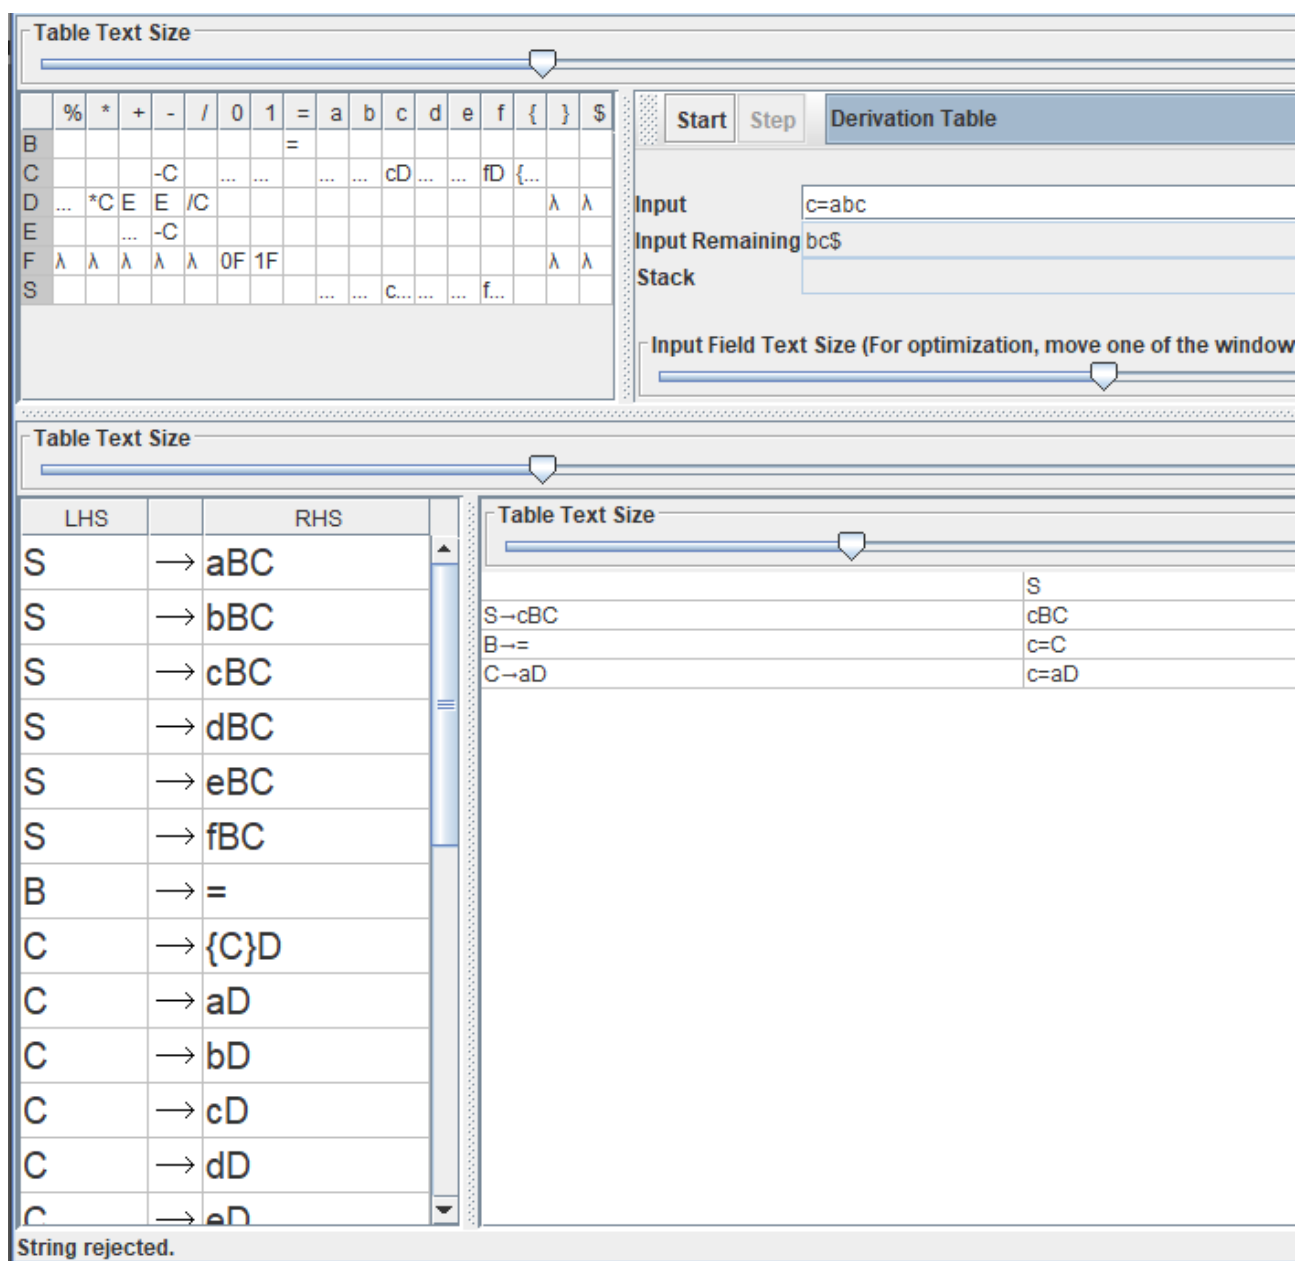 Table Text Size
% * + - / 0 1 = a b c d e f { } $
B =
C -C ... ... ... ... cD ... ... fD {...
D ... *C E E /C λ λ
E ... -C
F λ λ λ λ λ 0F 1F λ λ
S ... ... c... ... ... f...
Start Step Derivation Table
Input c=abc
Input Remaining bc$
Stack
Input Field Text Size (For optimization, move one of the window
Table Text Size
LHS RHS
S → aBC
S → bBC
S → cBC
S → dBC
S → eBC
S → fBC
B → =
C → {C}D
C → aD
C → bD
C → cD
C → dD
C → eD
Table Text Size
S
S→cBC cBC
B→= c=C
C→aD c=aD
String rejected.